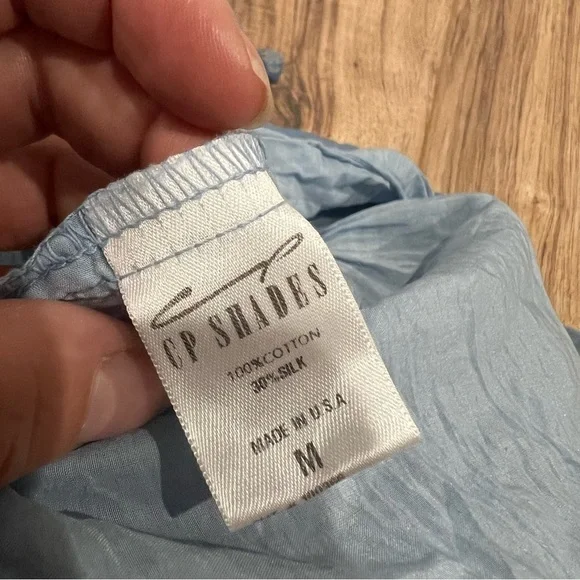 CP SHADES
100%COTTON
30%SILK
MADE IN U.S.A
M